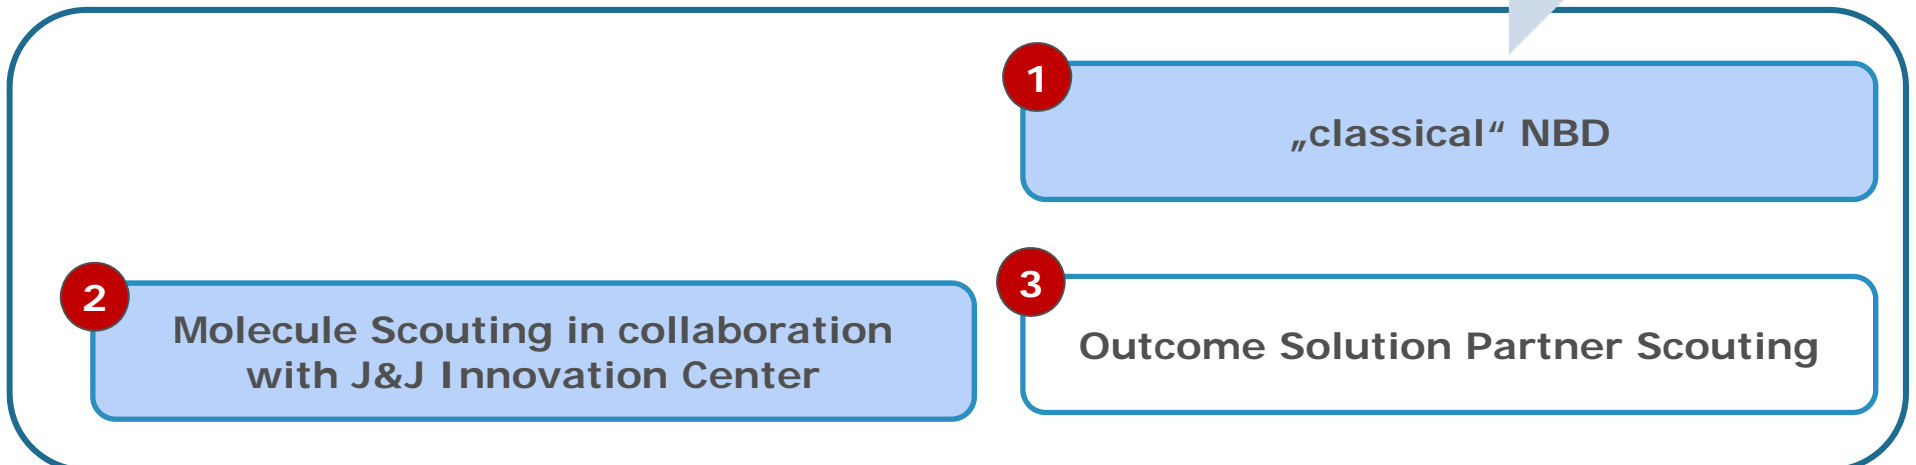 1
„classical“ NBD
2
Molecule Scouting in collaboration
with J&J Innovation Center
3
Outcome Solution Partner Scouting